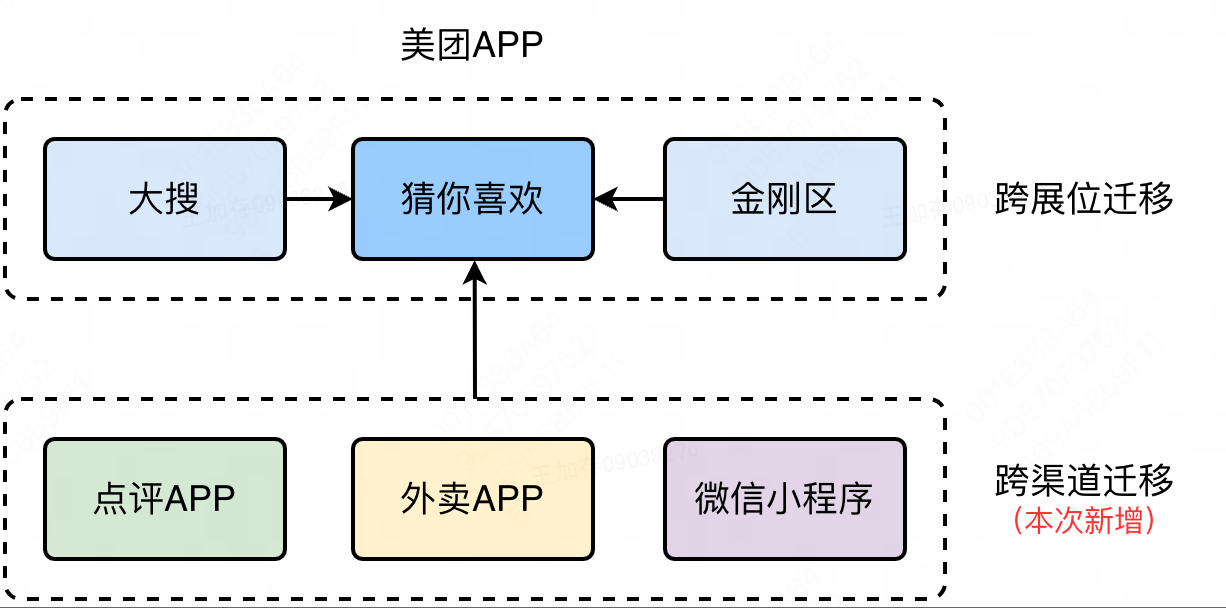 美团APP
大搜
猜你喜欢
金刚区
跨展位迁移
点评APP
外卖APP
微信小程序
跨渠道迁移
(本次新增)